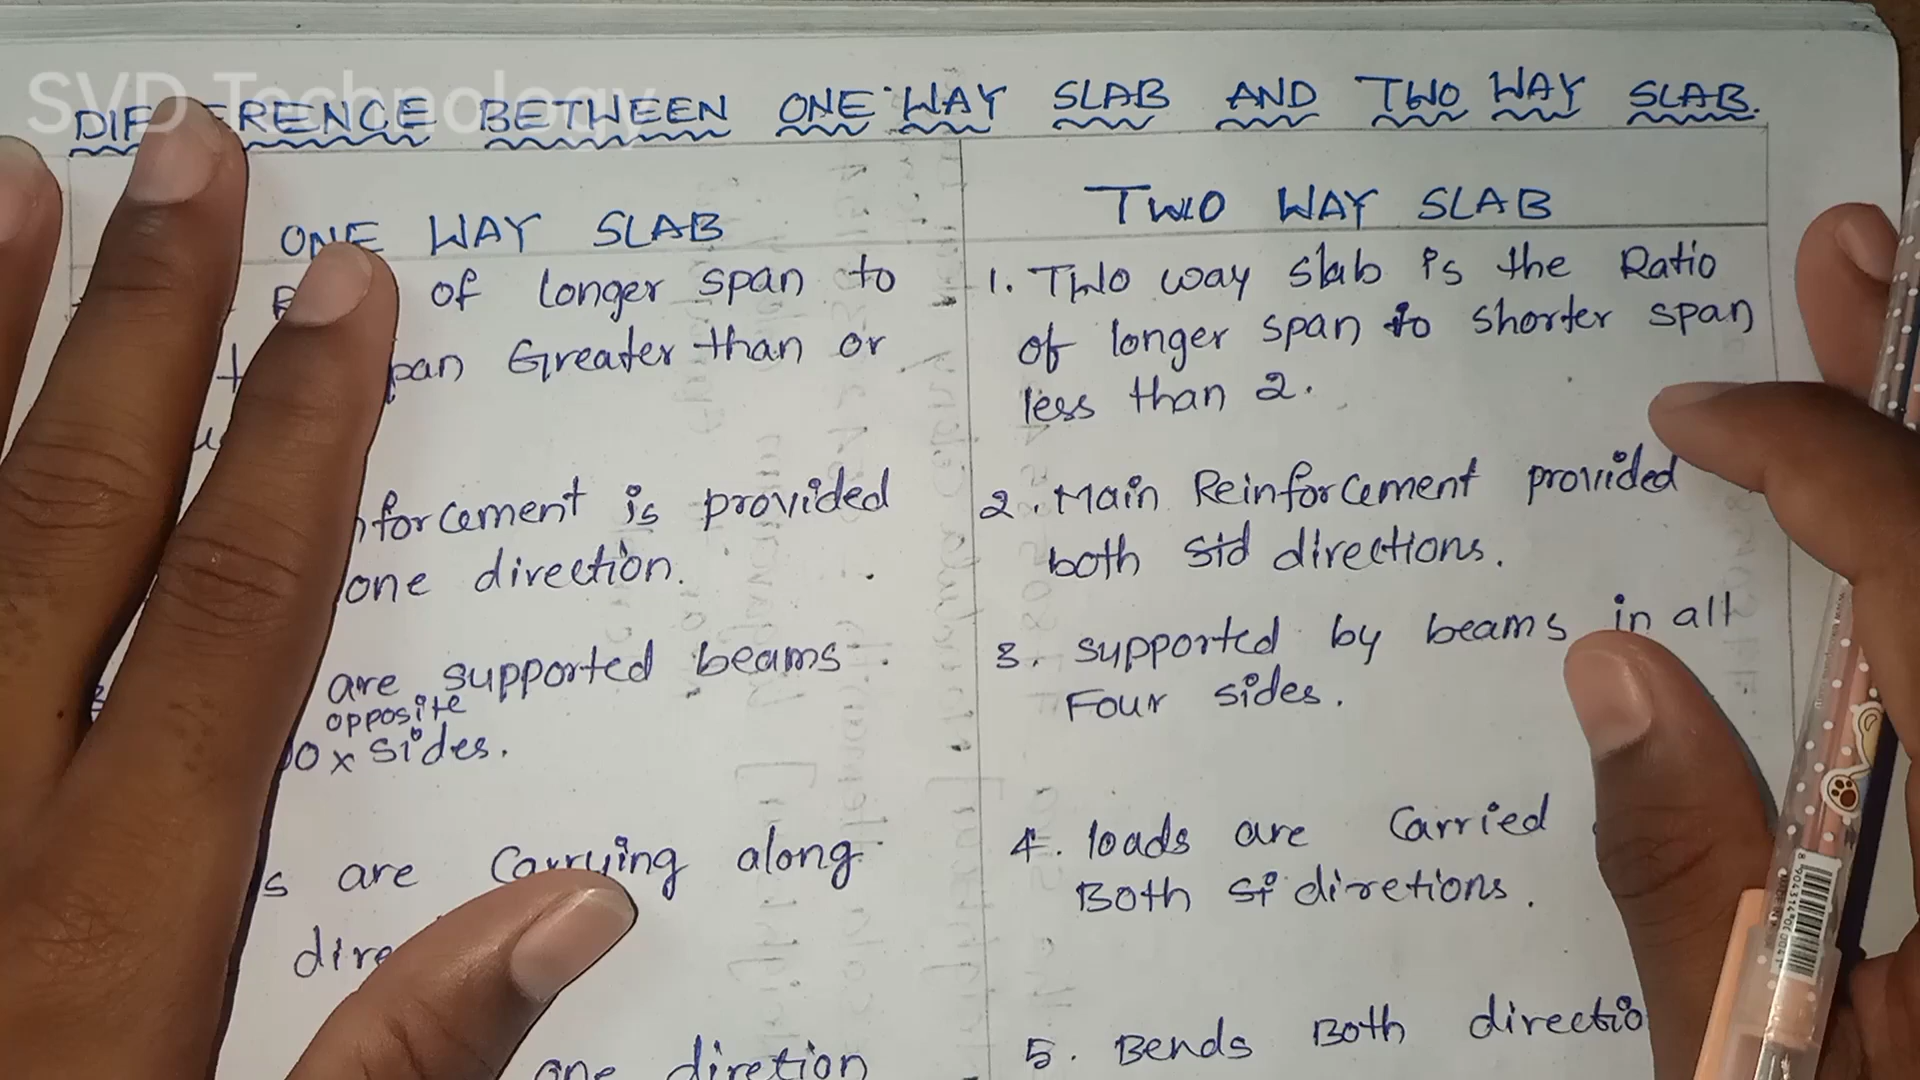 SVD Technology
DIF ERENCE BETWEEN ONE WAY SLAB AND TWO WAY SLAB.
ONE WAY SLAB
of longer span to
pan Greater than or
forcement is provided
one direction.
are supported beams
opposite
sides.
s are Carrying along
dire
one diretion
TWO WAY SLAB
1. Two way slab is the Ratio
of longer span to shorter span
less than 2.
2. Main Reinforcement provided
both std directions.
3. supported by beams in all
Four sides.
4. loads are Carried
Both si diretions.
5. Bends Both directio